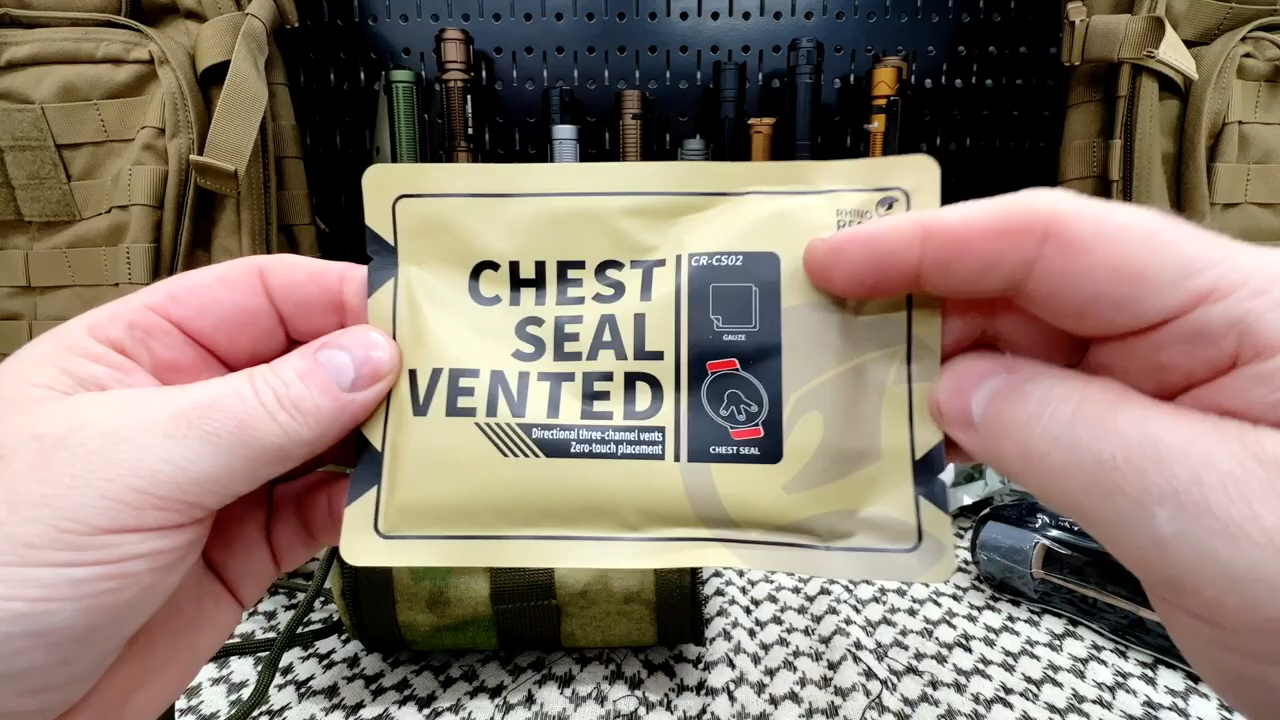 RHINO
CHEST
SEAL
VENTED
Directional three-channel vents
Zero-touch placement
CR-CS02
GAUZE
CHEST SEAL